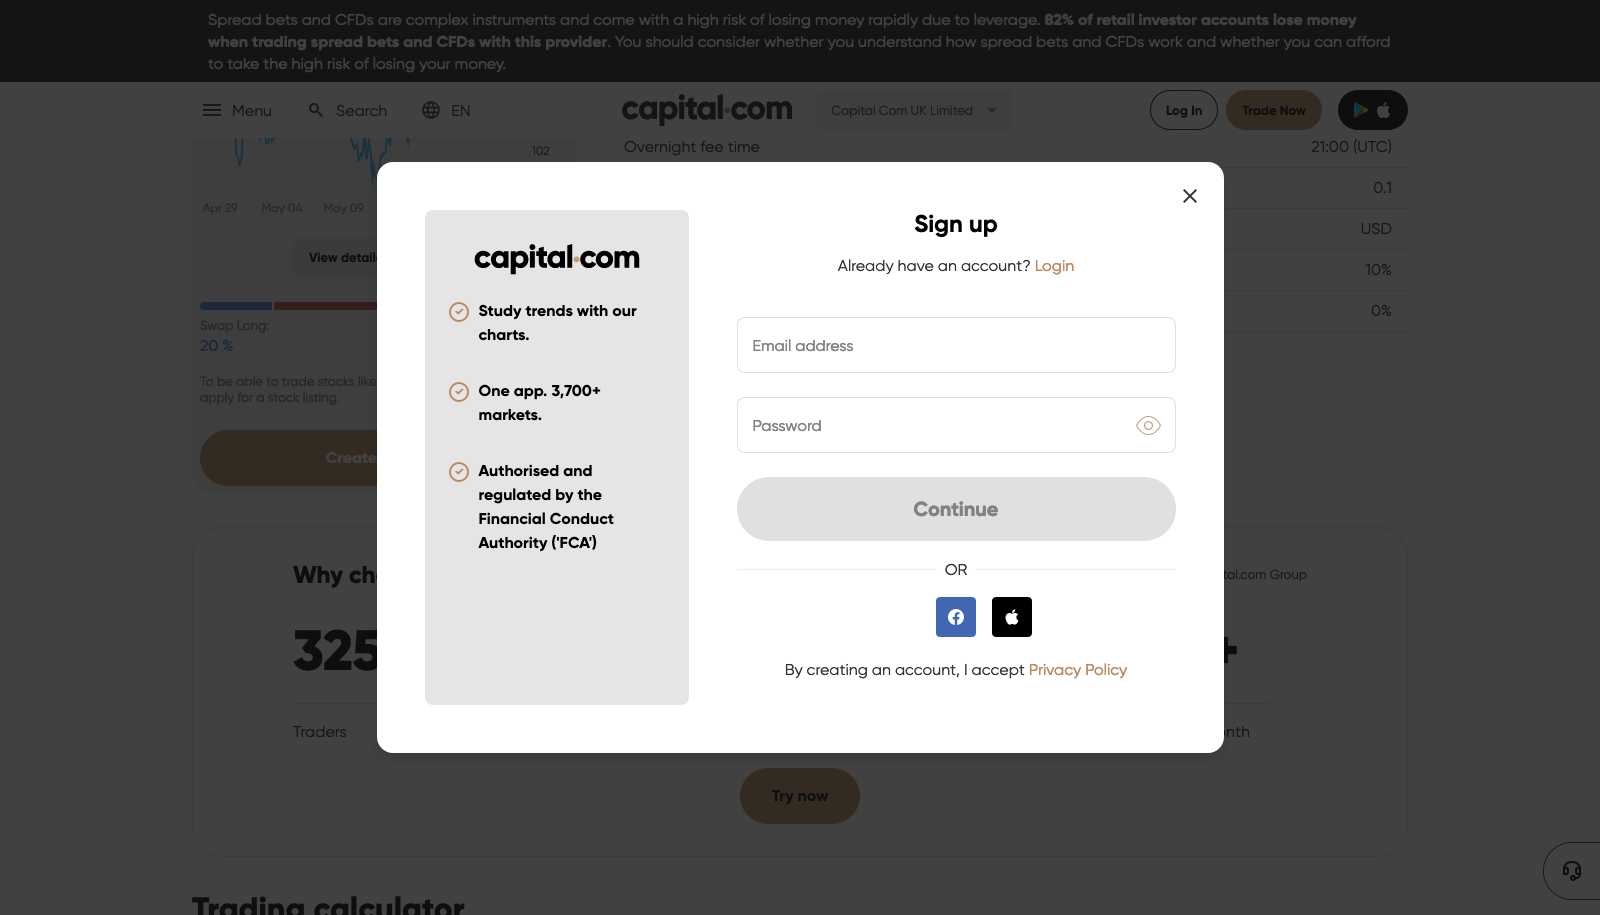 Spread bets and CFDs are complex instruments and come with a high risk of losing money rapidly due to leverage. 82% of retail investor accounts lose money
when trading spread bets and CFDs with this provider. You should consider whether you understand how spread bets and CFDs work and whether you can afford
to take the high risk of losing your money.
Menu
Search
EN
capital.com
Capital Com UK Limited
Log In
Trade Now
102
Apr 29
May 04
May 09
View detail
Swap Long:
20 %
To be able to trade stocks like
apply for a stock listing.
Create
Overnight fee time
21:00 (UTC)
0.1
USD
10%
0%
capital.com
Study trends with our
charts.
One app. 3,700+
markets.
Authorised and
regulated by the
Financial Conduct
Authority ('FCA')
Sign up
Already have an account? Login
Email address
Password
Continue
OR
By creating an account, I accept Privacy Policy
Why ch
tal.com Group
325
+
Traders
onth
Try now
Trading calculator